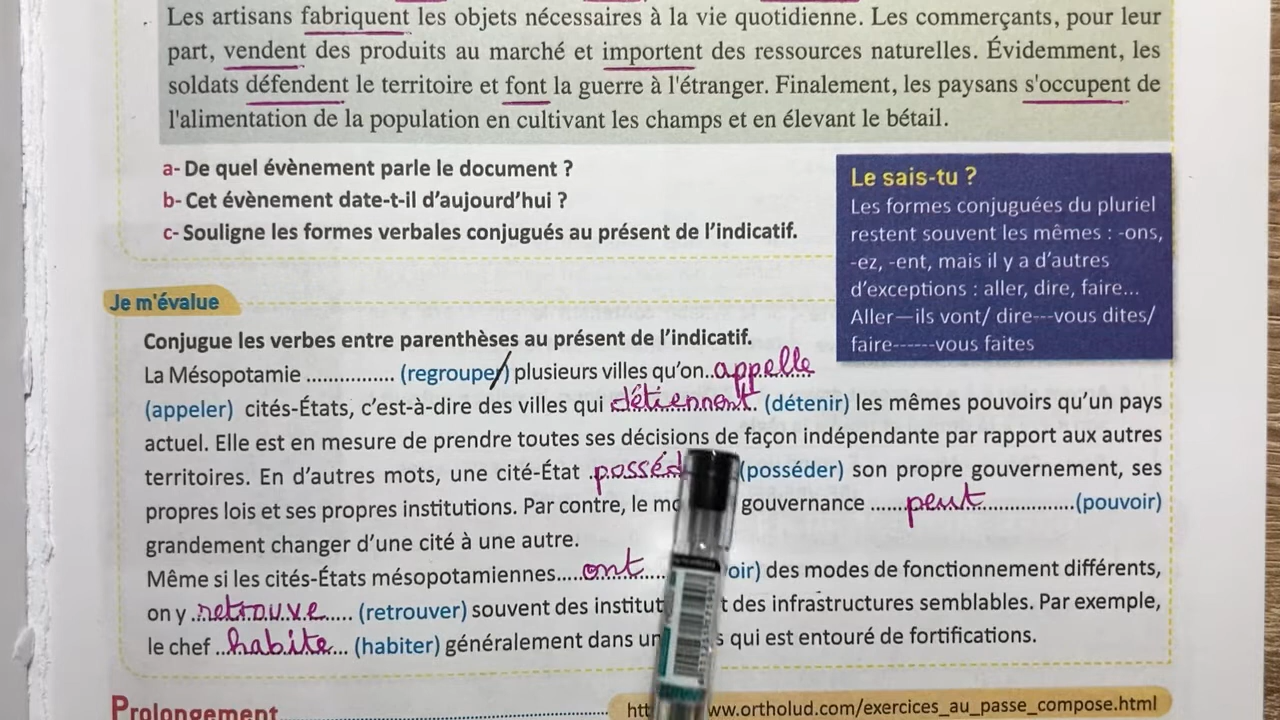 Les artisans fabriquent les objets nécessaires à la vie quotidienne. Les commerçants, pour leur
part, vendent des produits au marché et importent des ressources naturelles. Évidemment, les
soldats défendent le territoire et font la guerre à l'étranger. Finalement, les paysans s'occupent de
l'alimentation de la population en cultivant les champs et en élevant le bétail.
a- De quel évènement parle le document ?
b- Cet évènement date-t-il d'aujourd'hui ?
c- Souligne les formes verbales conjugués au présent de l'indicatif.
Le sais-tu ?
Les formes conjuguées du pluriel
restent souvent les mêmes : -ons,
-ez, -ent, mais il y a d'autres
d'exceptions : aller, dire, faire...
Aller—ils vont/ dire---vous dites/
faire------vous faites
Je m'évalue
Conjugue les verbes entre parenthèses au présent de l'indicatif.
La Mésopotamie ............... (regrouper) plusieurs villes qu'on..appelle
(appeler) cités-États, c'est-à-dire des villes qui détiennent. (détenir) les mêmes pouvoirs qu'un pays
actuel. Elle est en mesure de prendre toutes ses décisions de façon indépendante par rapport aux autres
territoires. En d'autres mots, une cité-État (posséder) son propre gouvernement, ses
propres lois et ses propres institutions. Par contre, le gouvernance ......peut...............(pouvoir)
grandement changer d'une cité à une autre.
Même si les cités-États mésopotamiennes....ont.... des modes de fonctionnement différents,
on y ..retrouve..... (retrouver) souvent des des infrastructures semblables. Par exemple,
le chef ..habite... (habiter) généralement dans qui est entouré de fortifications.
Prolongement
ww.ortholud.com/exercices_au_passe_compose.html